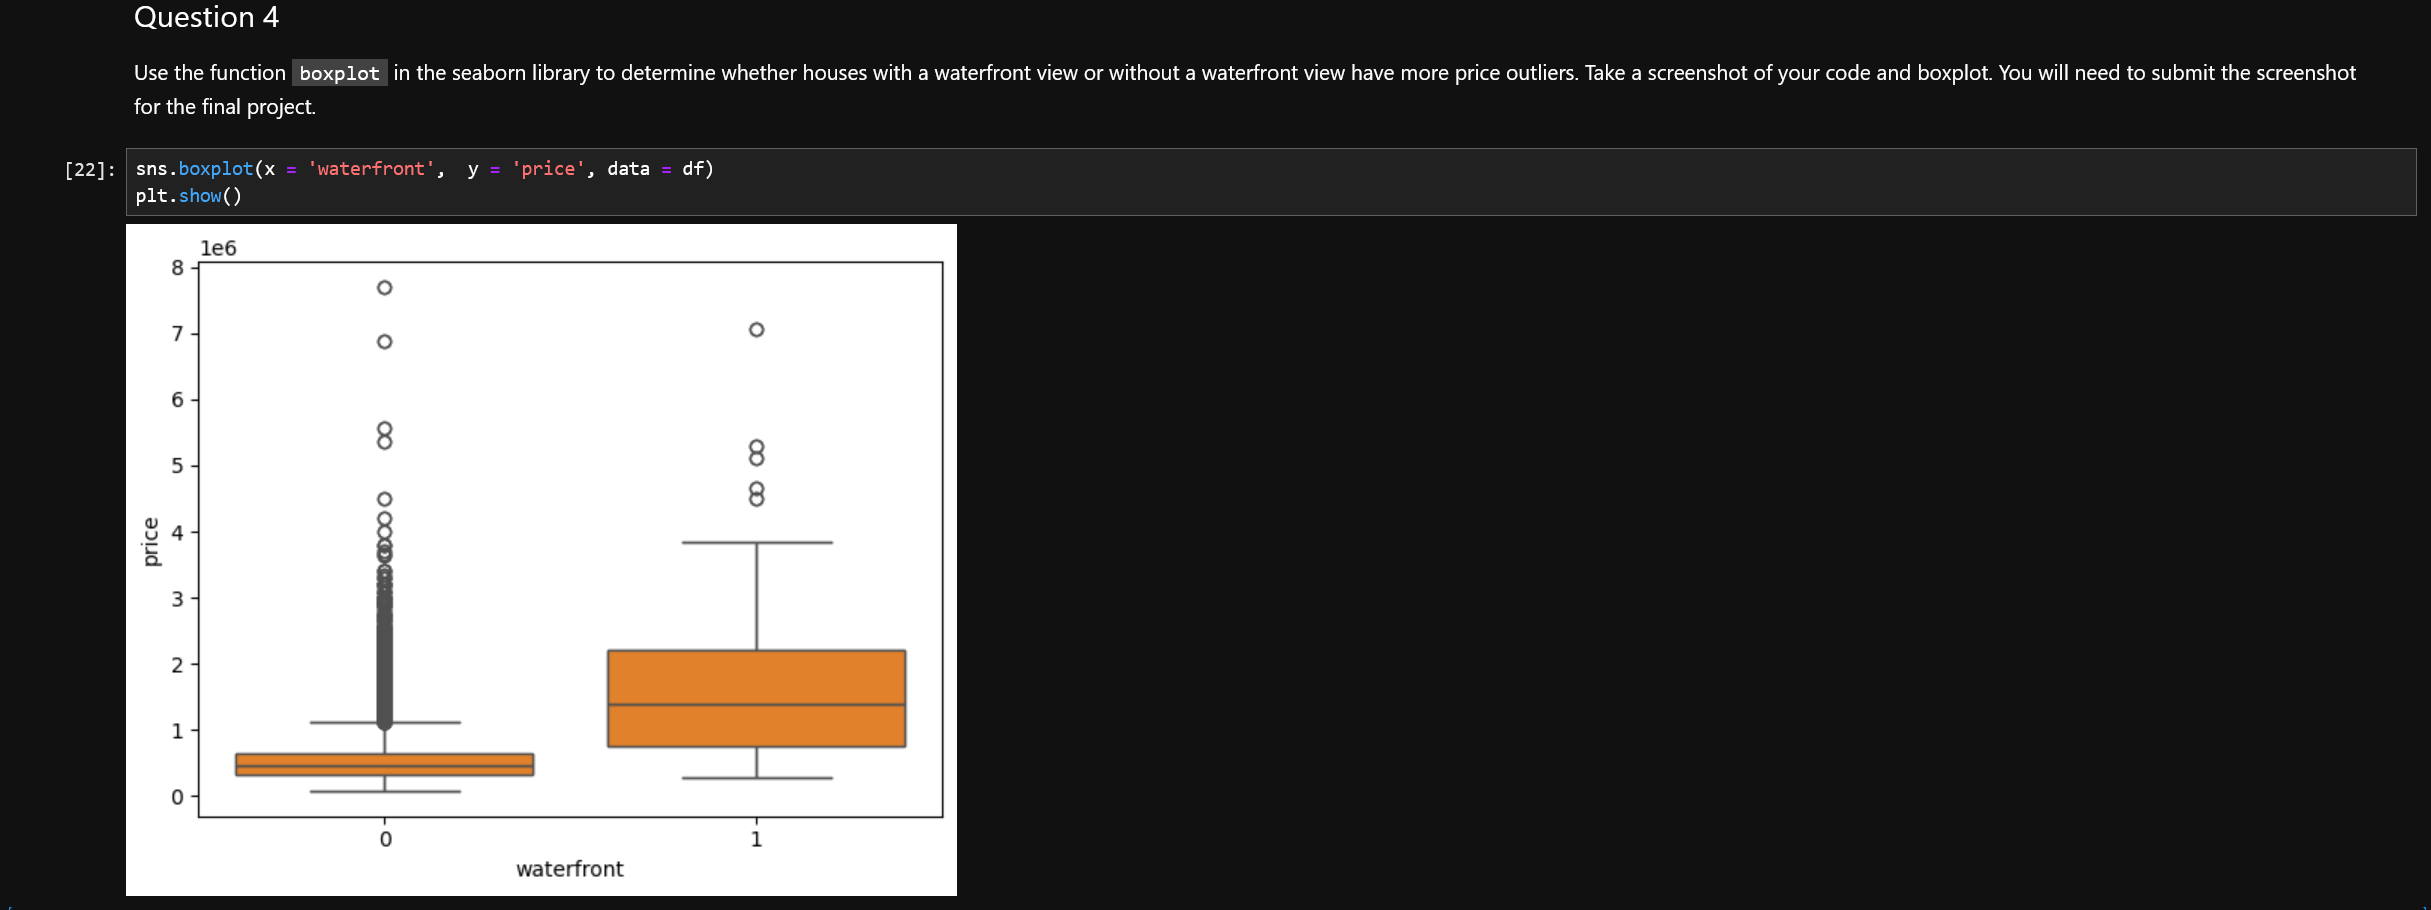 Question 4
Use the function boxplot in the seaborn library to determine whether houses with a waterfront view or without a waterfront view have more price outliers. Take a screenshot of your code and boxplot. You will need to submit the screenshot
for the final project.
[22]: sns.boxplot(x = 'waterfront',  y = 'price', data = df)
plt.show()
1e6
8
7
6
5
4
3
2
1
0
price
0 1
waterfront